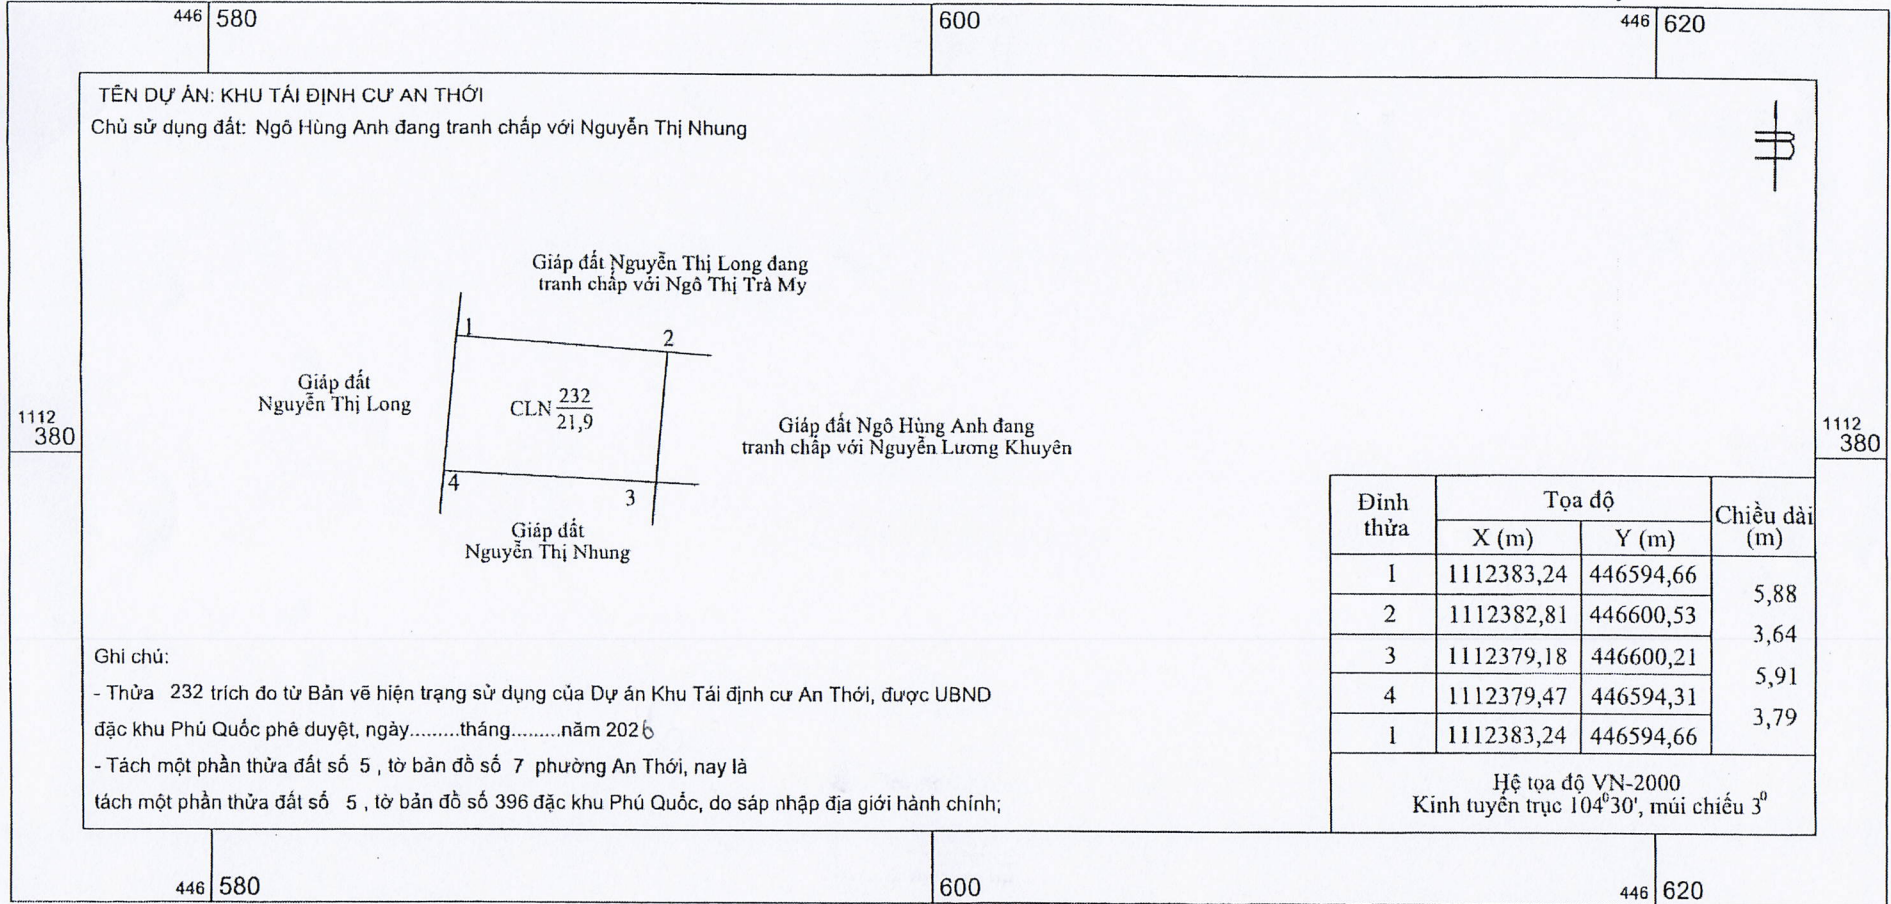 446 580
600
446 620
TÊN DỰ ÁN: KHU TÁI ĐỊNH CƯ AN THỚI
Chủ sử dụng đất: Ngô Hùng Anh đang tranh chấp với Nguyễn Thị Nhung
B
Giáp đất Nguyễn Thị Long đang
tranh chấp với Ngô Thị Trà My
1
2
Giáp đất
Nguyễn Thị Long
CLN 232
21,9
1112
380
Giáp đất Ngô Hùng Anh đang
tranh chấp với Nguyễn Lương Khuyên
1112
380
4
3
Giáp đất
Nguyễn Thị Nhung
Đỉnh thửa Tọa độ Chiều dài (m)
X (m) Y (m)
1 1112383,24 446594,66
5,88
2 1112382,81 446600,53
3,64
3 1112379,18 446600,21
5,91
4 1112379,47 446594,31
3,79
1 1112383,24 446594,66
Hệ tọa độ VN-2000
Kinh tuyến trục 104⁰30', múi chiếu 3⁰
Ghi chú:
- Thửa 232 trích đo từ Bản vẽ hiện trạng sử dụng của Dự án Khu Tái định cư An Thới, được UBND
đặc khu Phú Quốc phê duyệt, ngày.........tháng.........năm 2026
- Tách một phần thửa đất số 5 , tờ bản đồ số 7 phường An Thới, nay là
tách một phần thửa đất số 5 , tờ bản đồ số 396 đặc khu Phú Quốc, do sáp nhập địa giới hành chính;
446 580
600
446 620